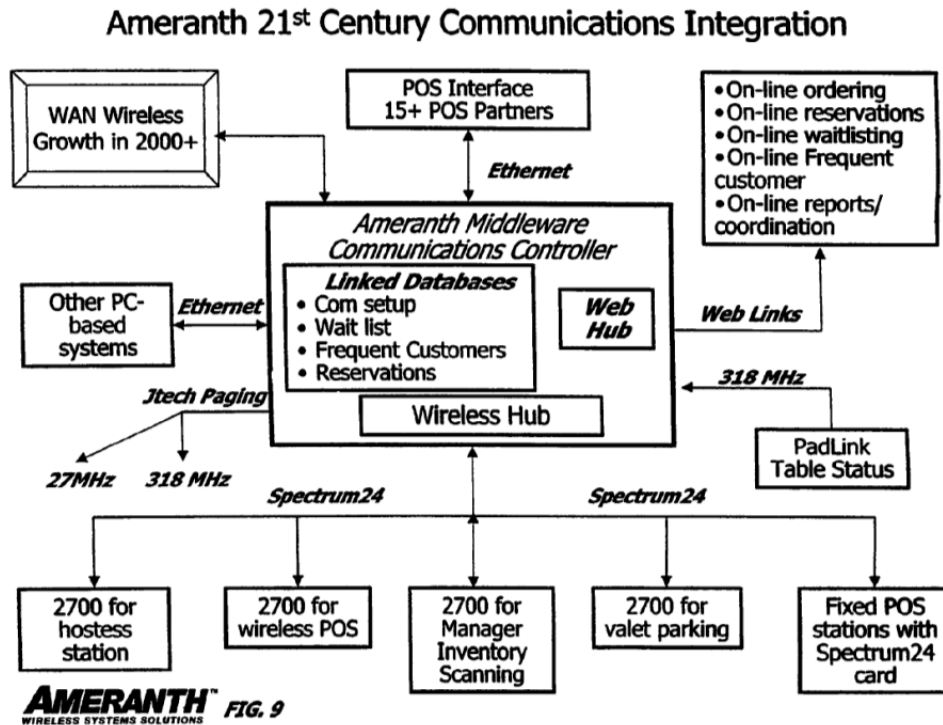 Ameranth 21st Century Communications Integration
WAN Wireless
Growth in 2000+
POS Interface
15+ POS Partners
•On-line ordering
•On-line reservations
•On-line waitlisting
•On-line Frequent
customer
•On-line reports/
coordination
Ethernet
Ameranth Middleware
Communications Controller
Linked Databases
• Com setup
• Wait list
• Frequent Customers
• Reservations
Web
Hub
Wireless Hub
Other PC-
based
systems
Ethernet
Web Links
Jtech Paging
27MHz
318 MHz
318 MHz
PadLink
Table Status
Spectrum24
Spectrum24
2700 for
hostess
station
2700 for
wireless POS
2700 for
Manager
Inventory
Scanning
2700 for
valet parking
Fixed POS
stations with
Spectrum24
card
AMERANTH™
WIRELESS SYSTEMS SOLUTIONS
FIG. 9